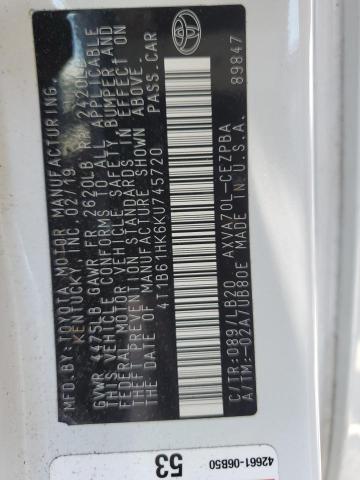 MFD.BY:TOYOTA MOTOR MANUFACTURING,
KENTUCKY, INC. 02/19
GVWR 4475LB GAWR FR 2620LB RR 2420LB
THIS VEHICLE CONFORMS TO ALL APPLICABLE
FEDERAL MOTOR VEHICLE SAFETY, BUMPER AND
THEFT PREVENTION STANDARDS IN EFFECT ON
THE DATE OF MANUFACTURE SHOWN ABOVE.
4T1B61HK6KU745720 PASS. CAR
C/TR:089/LB20 AXVA70L-CEZPBA
A/TM:-02A/UB80E MADE IN U.S.A.
89847
TOYOTA
42661-06B50
53